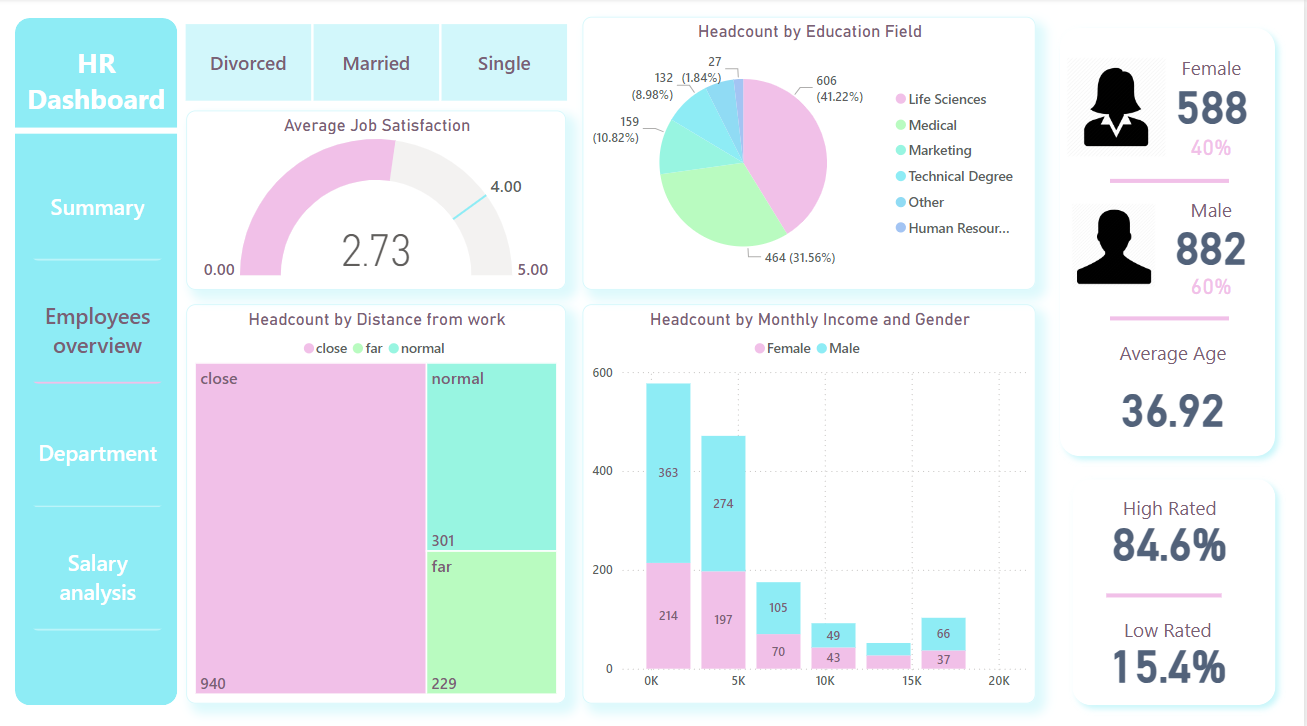 HR
Dashboard
Summary
Employees
overview
Department
Salary
analysis
Divorced
Married
Single
Average Job Satisfaction
4.00
2.73
0.00
5.00
Headcount by Education Field
27
(1.84%)
132
(8.98%)
159
(10.82%)
606
(41.22%)
464 (31.56%)
Life Sciences
Medical
Marketing
Technical Degree
Other
Human Resour...
Headcount by Distance from work
close far normal
close
940
normal
301
far
229
Headcount by Monthly Income and Gender
Female Male
600
400
200
0
363
214
274
197
105
70
49
43
66
37
0K 5K 10K 15K 20K
Female
588
40%
Male
882
60%
Average Age
36.92
High Rated
84.6%
Low Rated
15.4%